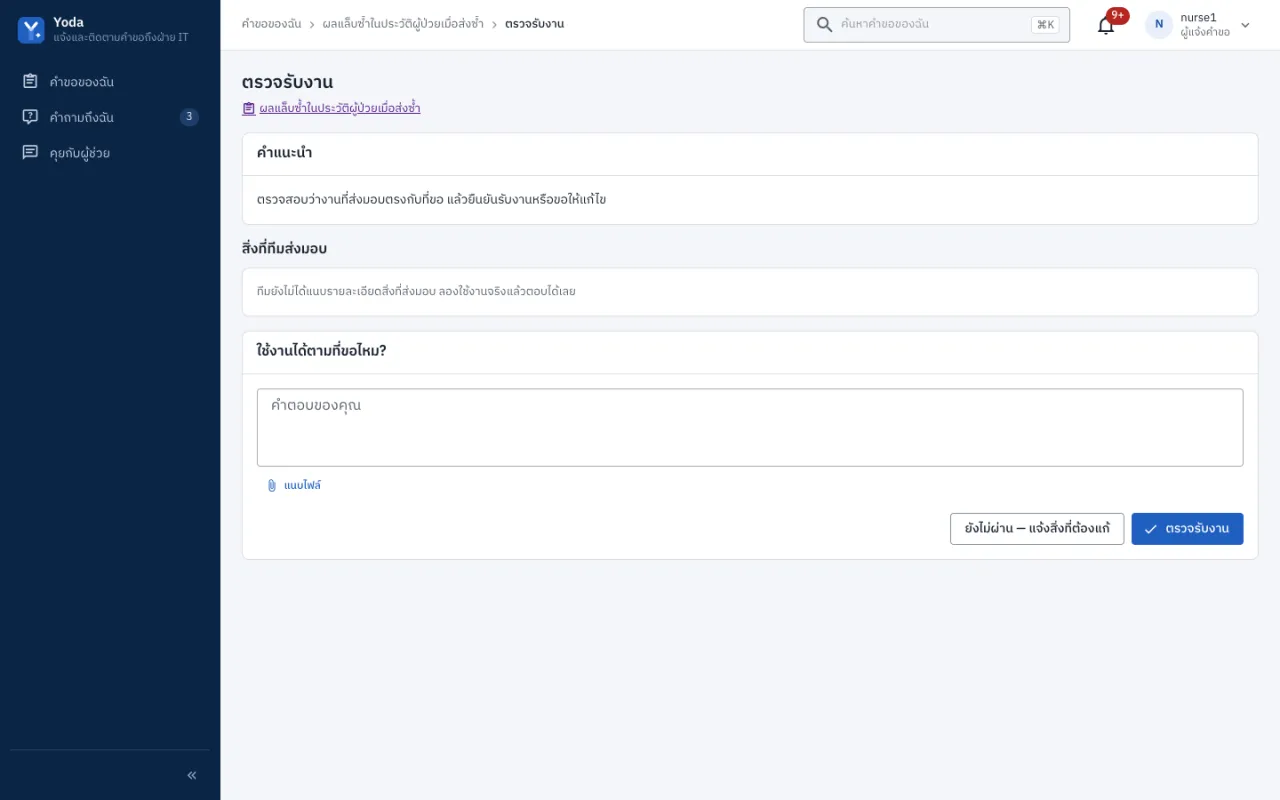 Yoda
แจ้งและติดตามคำขอถึงฝ่าย IT
คำขอของฉัน
คำถามถึงฉัน 3
คุยกับผู้ช่วย
คำขอของฉัน > ผลแล็บซ้ำในประวัติผู้ป่วยเมื่อส่งซ้ำ > ตรวจรับงาน
ค้นหาคำขอของฉัน ⌘K
9+
N
nurse1
ผู้แจ้งคำขอ
ตรวจรับงาน
ผลแล็บซ้ำในประวัติผู้ป่วยเมื่อส่งซ้ำ
คำแนะนำ
ตรวจสอบว่างานที่ส่งมอบตรงกับที่ขอ แล้วยืนยันรับงานหรือขอให้แก้ไข
สิ่งที่ทีมส่งมอบ
ทีมยังไม่ได้แนบรายละเอียดสิ่งที่ส่งมอบ ลองใช้งานจริงแล้วตอบได้เลย
ใช้งานได้ตามที่ขอไหม?
คำตอบของคุณ
แนบไฟล์
ยังไม่ผ่าน — แจ้งสิ่งที่ต้องแก้
ตรวจรับงาน